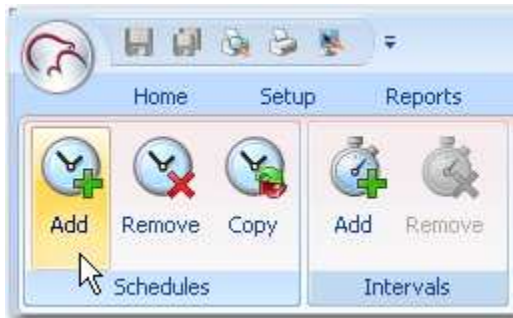 Home Setup Reports
Add Remove Copy Add Remove
Schedules Intervals